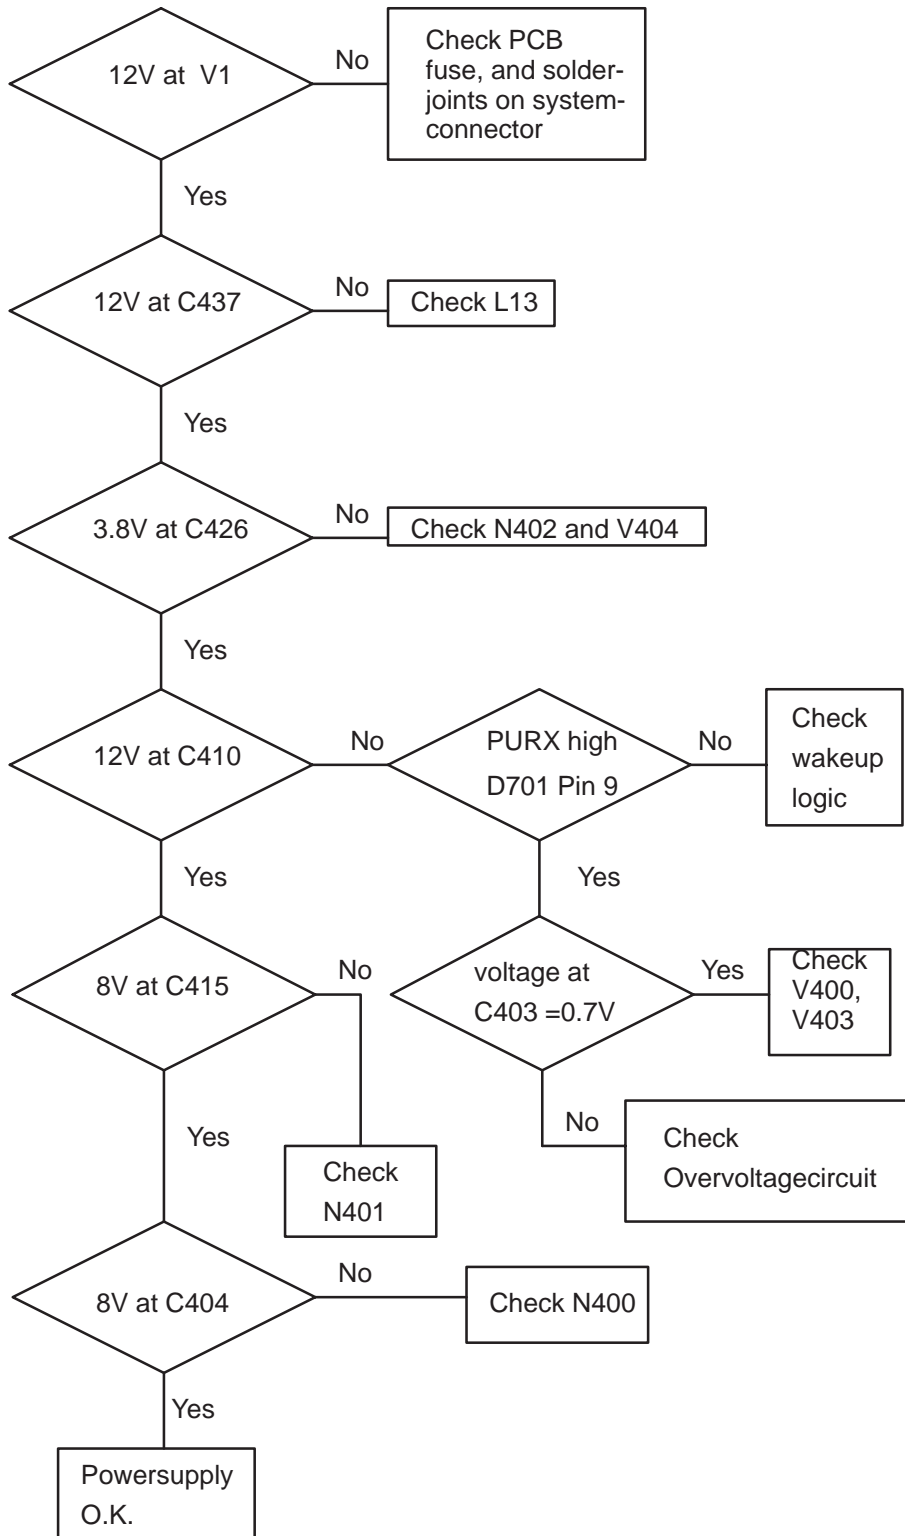 12V at V1
No
Check PCB
fuse, and solder-
joints on system-
connector
Yes
12V at C437
No
Check L13
Yes
3.8V at C426
No
Check N402 and V404
Yes
12V at C410
No
PURX high
D701 Pin 9
No
Check
wakeup
logic
Yes
Yes
8V at C415
No
voltage at
C403 =0.7V
Yes
Check
V400,
V403
Yes
Check
N401
No
Check
Overvoltagecircuit
8V at C404
No
Check N400
Yes
Powersupply
O.K.